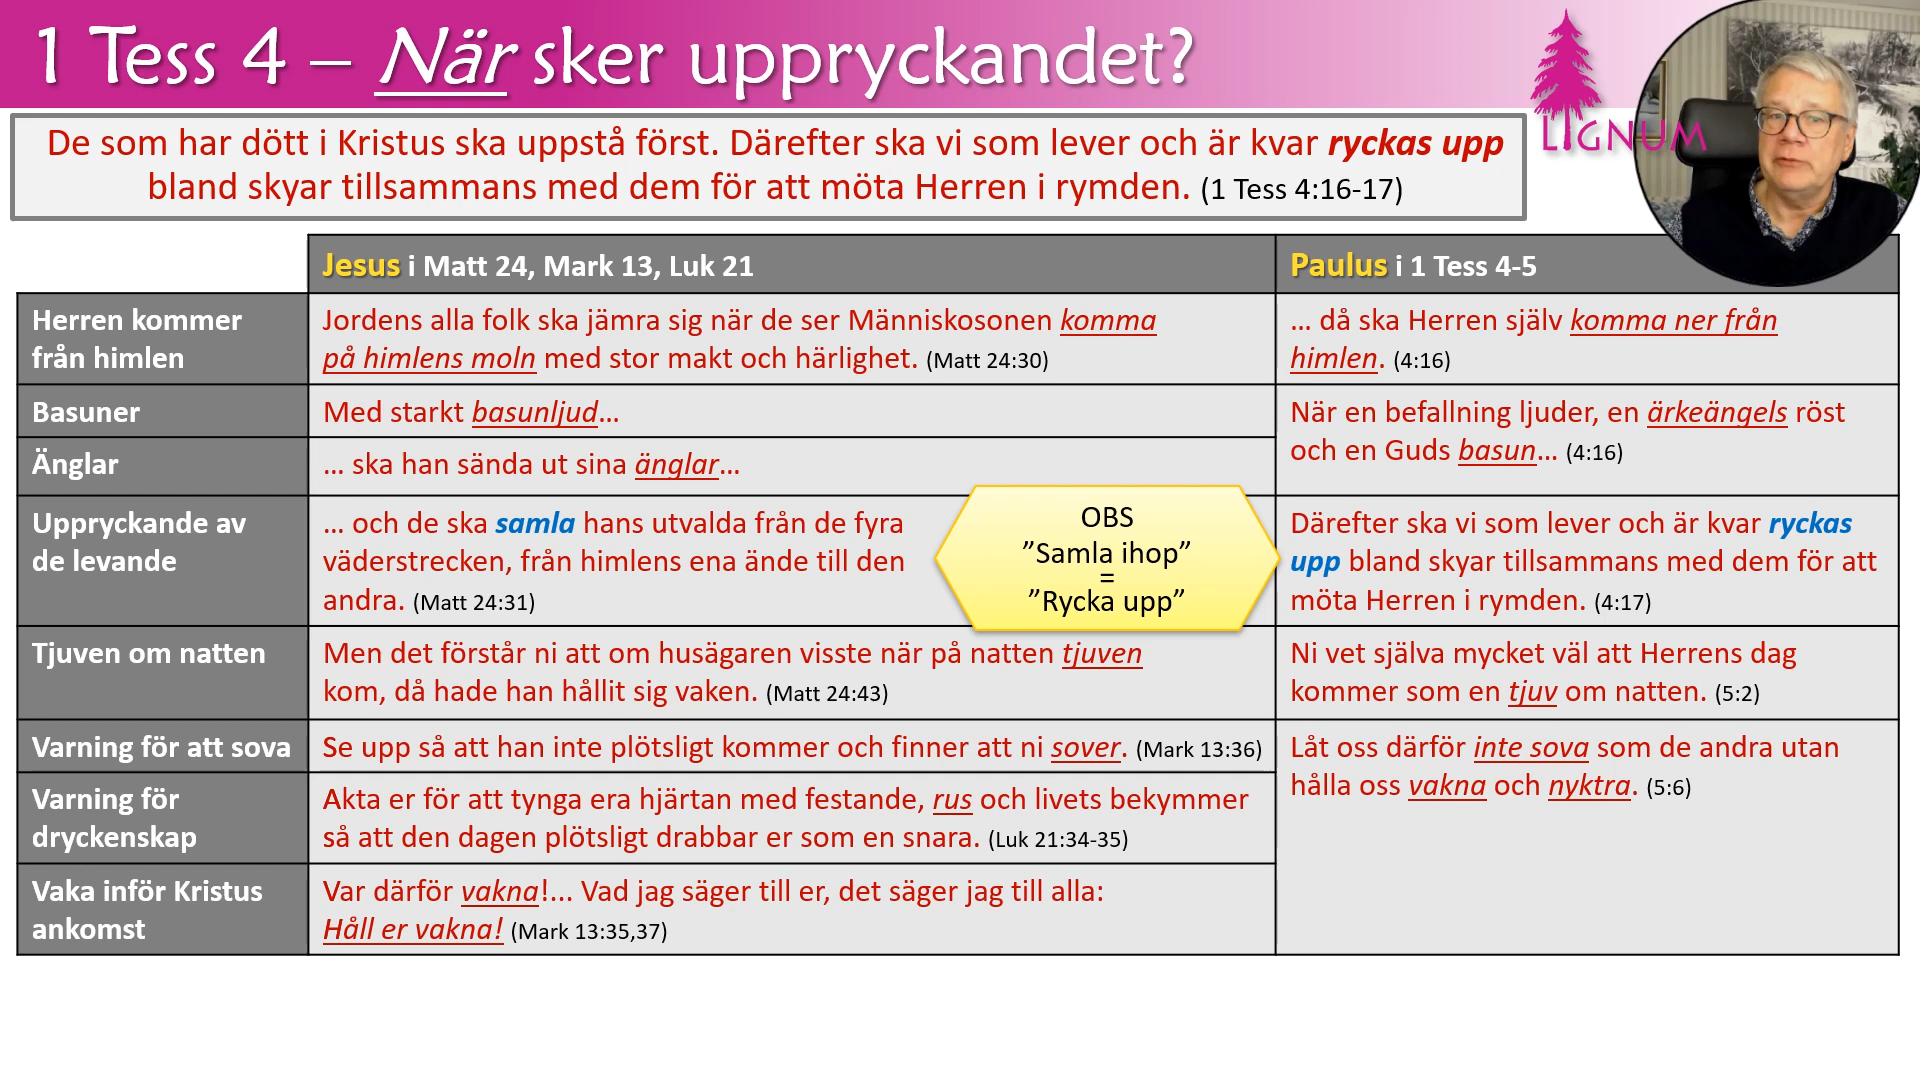 1 Tess 4 – När sker uppryckandet?
LIGNUM
De som har dött i Kristus ska uppstå först. Därefter ska vi som lever och är kvar ryckas upp
bland skyar tillsammans med dem för att möta Herren i rymden. (1 Tess 4:16-17)
Jesus i Matt 24, Mark 13, Luk 21
Paulus i 1 Tess 4-5
Herren kommer
från himlen
Jordens alla folk ska jämra sig när de ser Människosonen komma
på himlens moln med stor makt och härlighet. (Matt 24:30)
… då ska Herren själv komma ner från
himlen. (4:16)
Basuner
Med starkt basunljud…
När en befallning ljuder, en ärkeängels röst
och en Guds basun… (4:16)
Änglar
… ska han sända ut sina änglar…
Uppryckande av
de levande
… och de ska samla hans utvalda från de fyra
väderstrecken, från himlens ena ände till den
andra. (Matt 24:31)
OBS
”Samla ihop”
=
”Rycka upp”
Därefter ska vi som lever och är kvar ryckas
upp bland skyar tillsammans med dem för att
möta Herren i rymden. (4:17)
Tjuven om natten
Men det förstår ni att om husägaren visste när på natten tjuven
kom, då hade han hållit sig vaken. (Matt 24:43)
Ni vet själva mycket väl att Herrens dag
kommer som en tjuv om natten. (5:2)
Varning för att sova
Se upp så att han inte plötsligt kommer och finner att ni sover. (Mark 13:36)
Låt oss därför inte sova som de andra utan
hålla oss vakna och nyktra. (5:6)
Varning för
dryckenskap
Akta er för att tynga era hjärtan med festande, rus och livets bekymmer
så att den dagen plötsligt drabbar er som en snara. (Luk 21:34-35)
Vaka inför Kristus
ankomst
Var därför vakna!... Vad jag säger till er, det säger jag till alla:
Håll er vakna! (Mark 13:35,37)